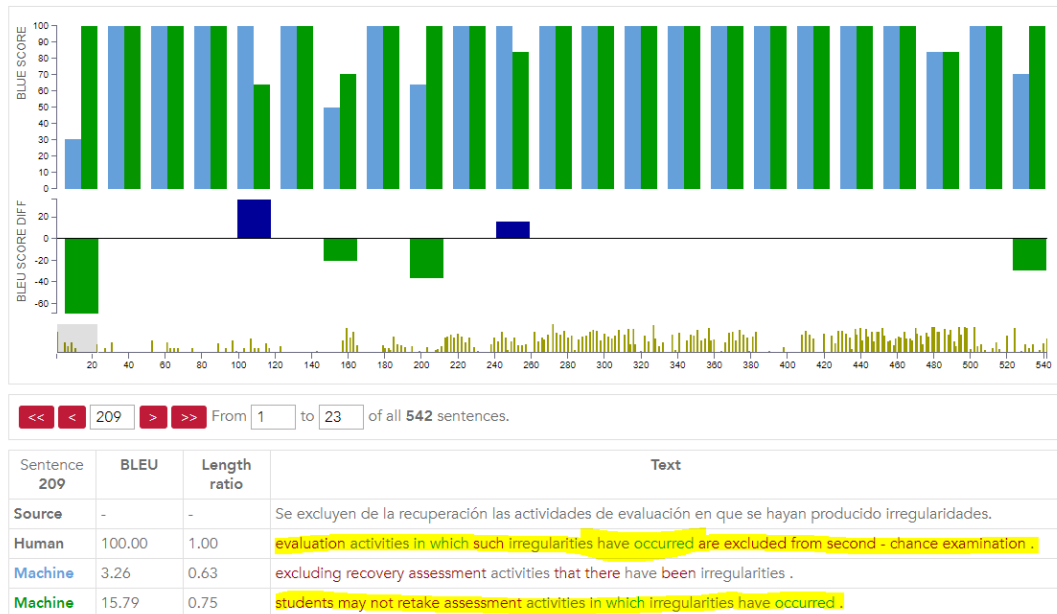 BLUE SCORE
100
90
80
70
60
50
40
30
20
10
0
BLEU SCORE DIFF
20
0
-20
-40
-60
20 40 60 80 100 120 140 160 180 200 220 240 260 280 300 320 340 360 380 400 420 440 460 480 500 520 540
<< < 209 > >> From 1 to 23 of all 542 sentences.
Sentence 209 BLEU Length ratio Text
Source - - Se excluyen de la recuperación las actividades de evaluación en que se hayan producido irregularidades.
Human 100.00 1.00 evaluation activities in which such irregularities have occurred are excluded from second - chance examination .
Machine 3.26 0.63 excluding recovery assessment activities that there have been irregularities .
Machine 15.79 0.75 students may not retake assessment activities in which irregularities have occurred .